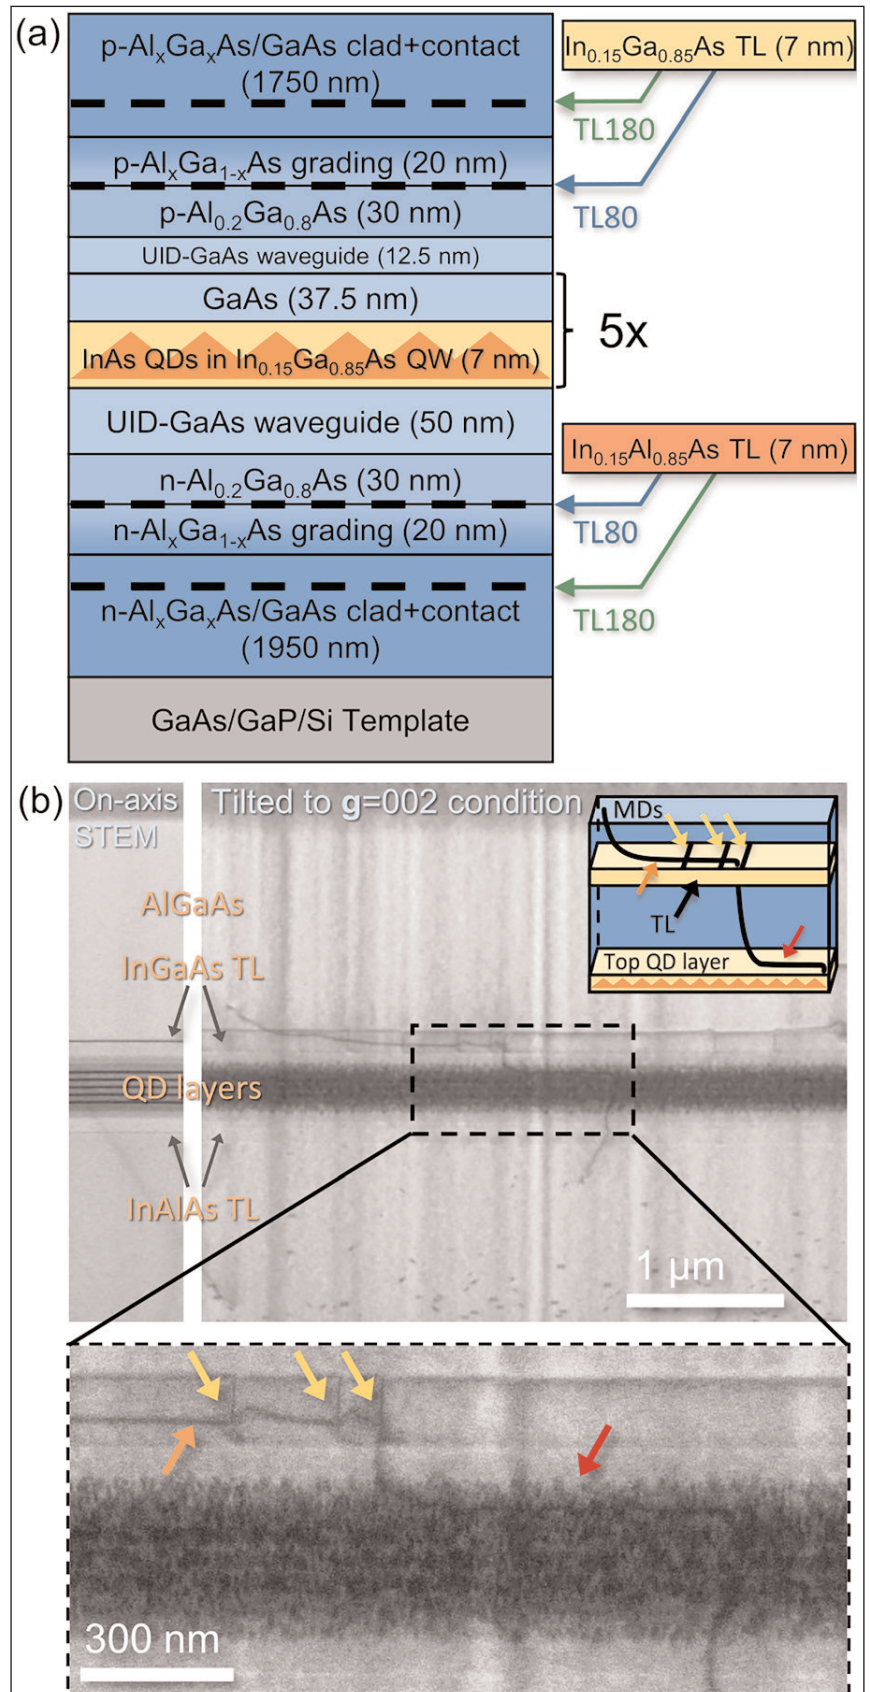 (a)
p-AlₓGaₓAs/GaAs clad+contact
(1750 nm)
In₀.₁₅Ga₀.₈₅As TL (7 nm)
TL180
p-AlₓGa₁₋ₓAs grading (20 nm)
TL80
p-Al₀.₂Ga₀.₈As (30 nm)
UID-GaAs waveguide (12.5 nm)
GaAs (37.5 nm)
5x
InAs QDs in In₀.₁₅Ga₀.₈₅As QW (7 nm)
UID-GaAs waveguide (50 nm)
In₀.₁₅Al₀.₈₅As TL (7 nm)
n-Al₀.₂Ga₀.₈As (30 nm)
TL80
n-AlₓGa₁₋ₓAs grading (20 nm)
n-AlₓGaₓAs/GaAs clad+contact
(1950 nm)
TL180
GaAs/GaP/Si Template
(b)
On-axis
STEM
Tilted to g=002 condition
MDs
TL
Top QD layer
AlGaAs
InGaAs TL
QD layers
InAlAs TL
1 μm
300 nm